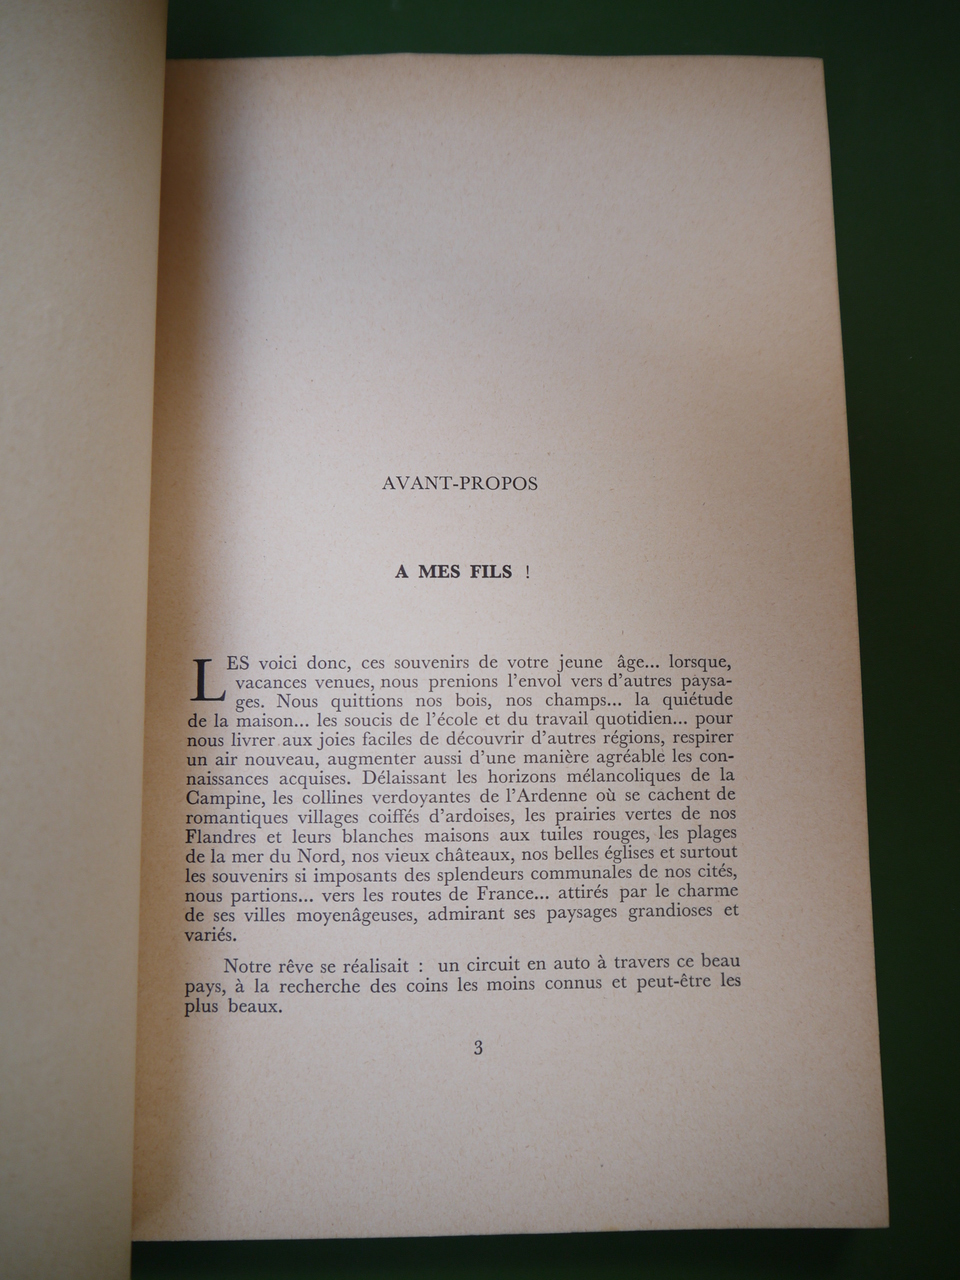 AVANT-PROPOS
A MES FILS !
LES voici donc, ces souvenirs de votre jeune âge... lorsque,
vacances venues, nous prenions l'envol vers d'autres paysa-
ges. Nous quittions nos bois, nos champs... la quiétude
de la maison... les soucis de l'école et du travail quotidien... pour
nous livrer aux joies faciles de découvrir d'autres régions, respirer
un air nouveau, augmenter aussi d'une manière agréable les con-
naissances acquises. Délaissant les horizons mélancoliques de la
Campine, les collines verdoyantes de l'Ardenne où se cachent de
romantiques villages coiffés d'ardoises, les prairies vertes de nos
Flandres et leurs blanches maisons aux tuiles rouges, les plages
de la mer du Nord, nos vieux châteaux, nos belles églises et surtout
les souvenirs si imposants des splendeurs communales de nos cités,
nous partions... vers les routes de France... attirés par le charme
de ses villes moyenâgeuses, admirant ses paysages grandioses et
variés.
Notre rêve se réalisait : un circuit en auto à travers ce beau
pays, à la recherche des coins les moins connus et peut-être les
plus beaux.
3